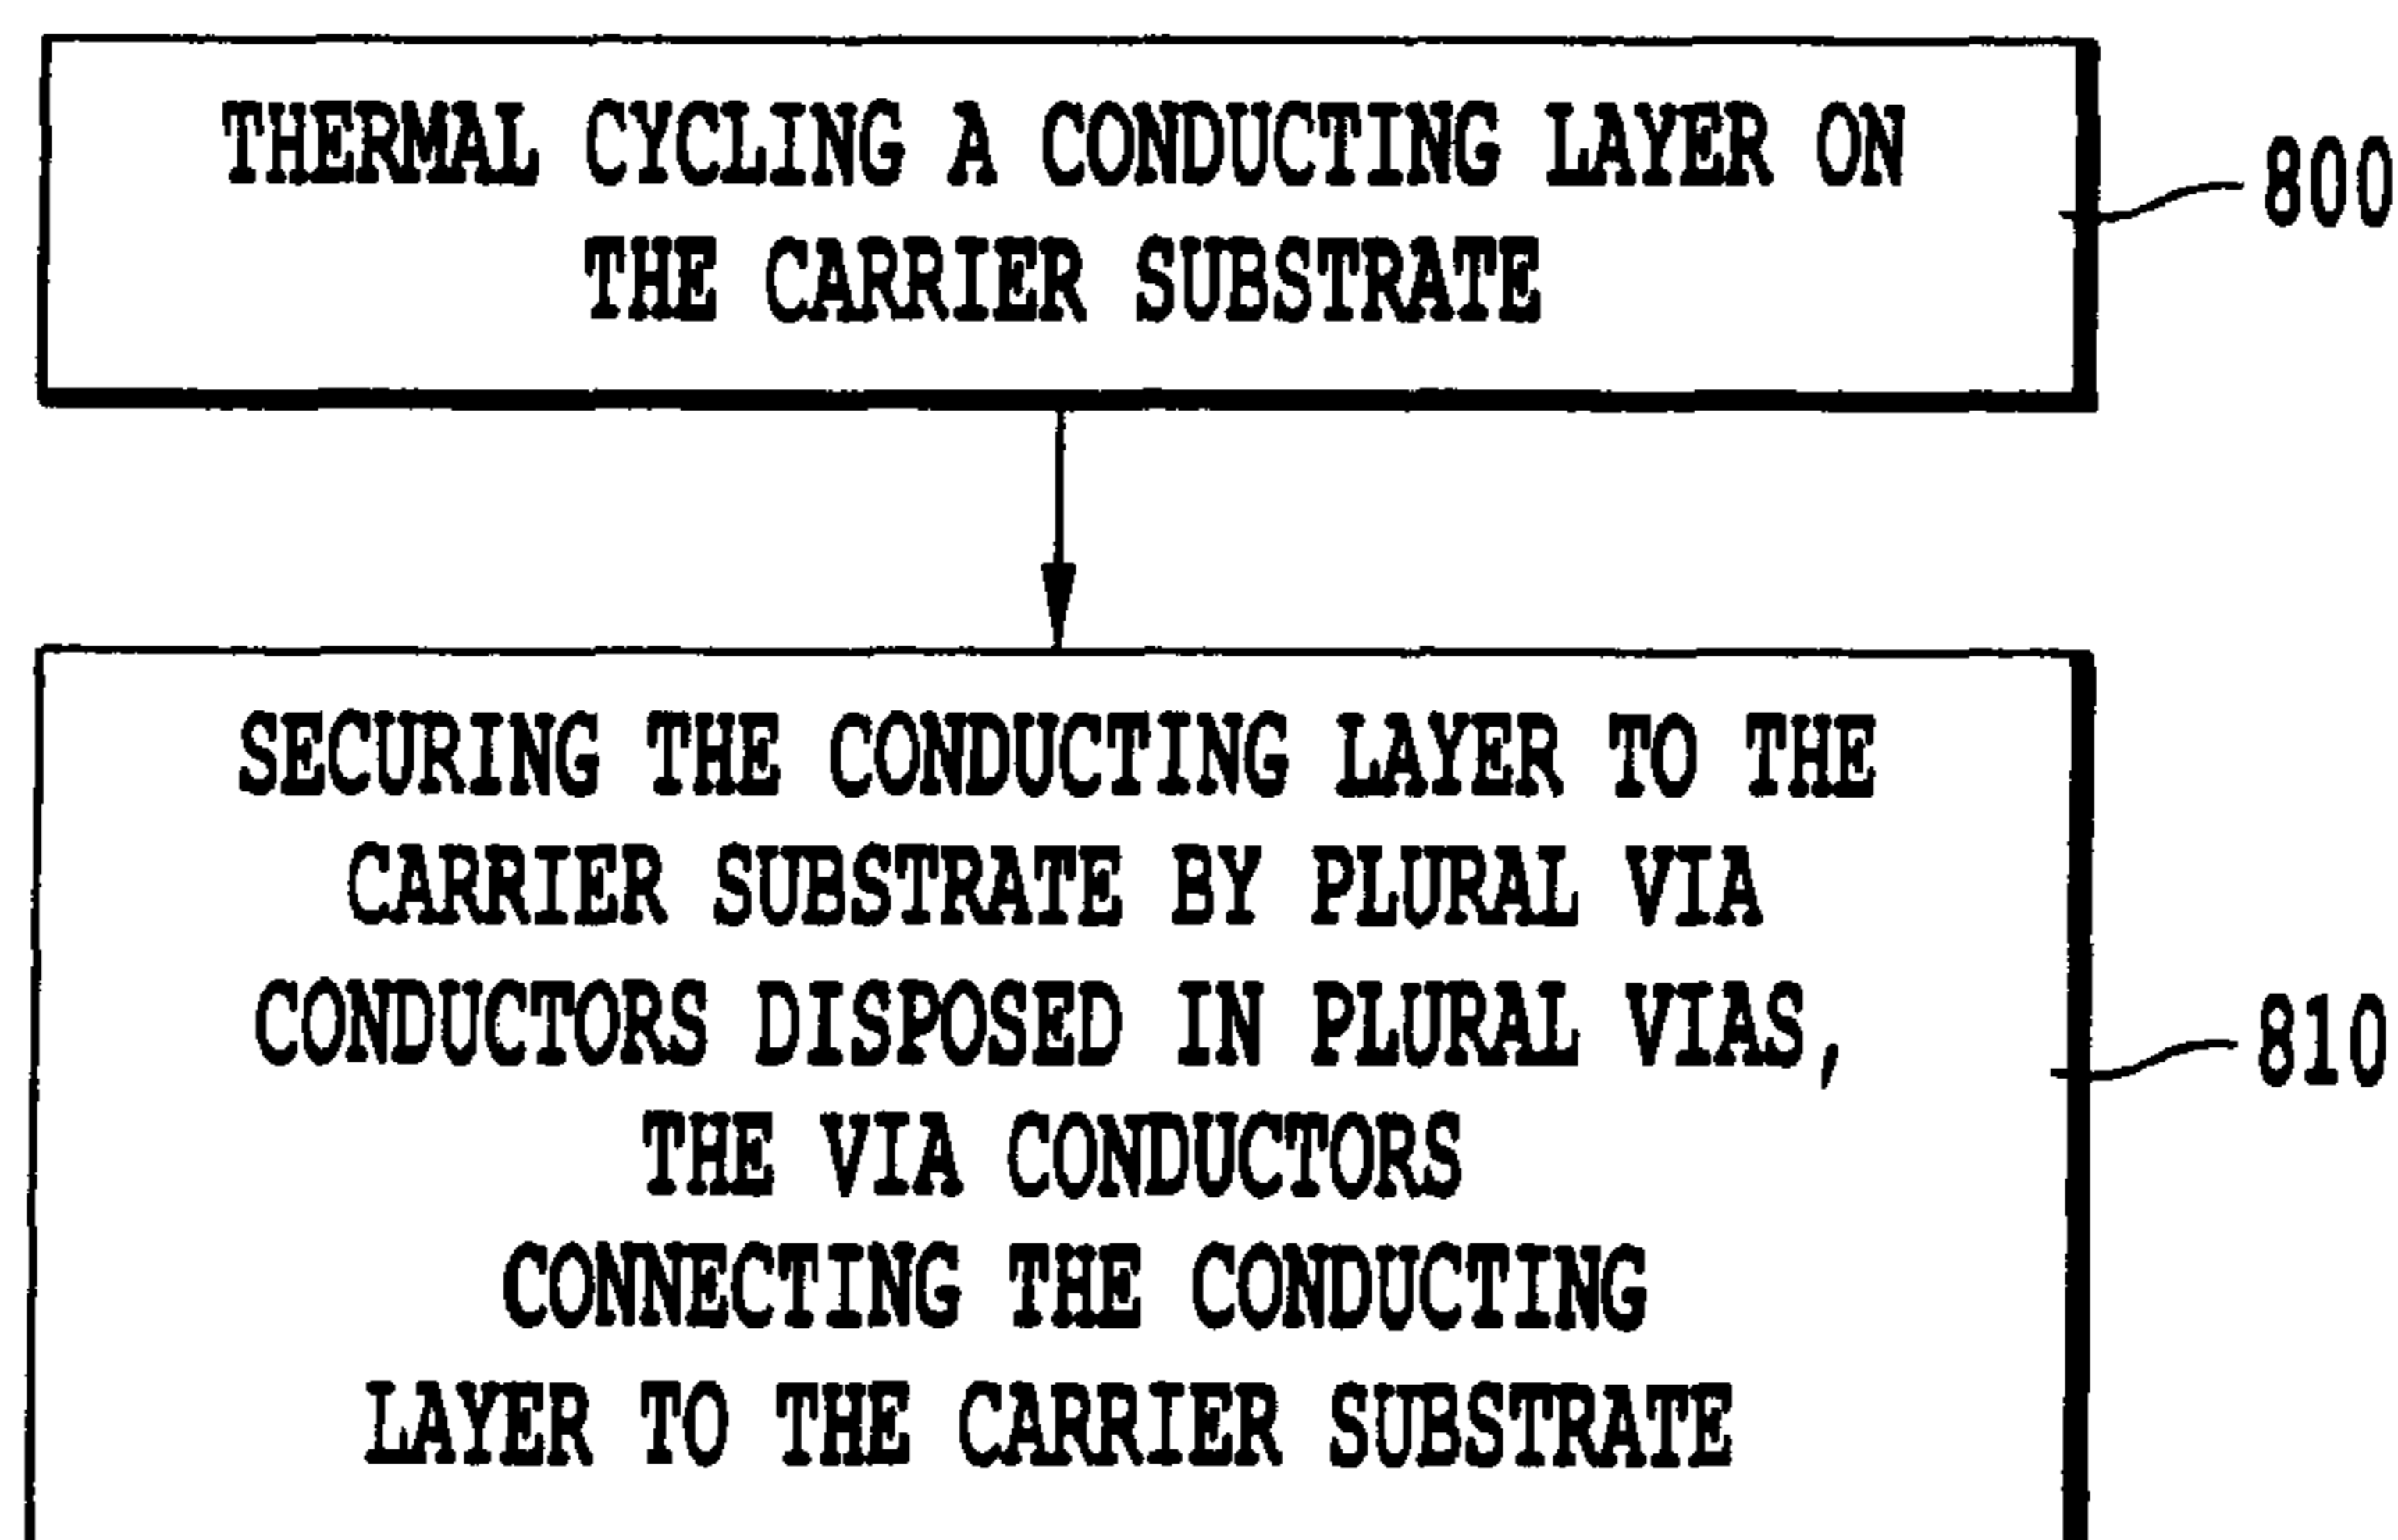 THERMAL CYCLING A CONDUCTING LAYER ON
THE CARRIER SUBSTRATE
800
SECURING THE CONDUCTING LAYER TO THE
CARRIER SUBSTRATE BY PLURAL VIA
CONDUCTORS DISPOSED IN PLURAL VIAS,
THE VIA CONDUCTORS
CONNECTING THE CONDUCTING
LAYER TO THE CARRIER SUBSTRATE
810